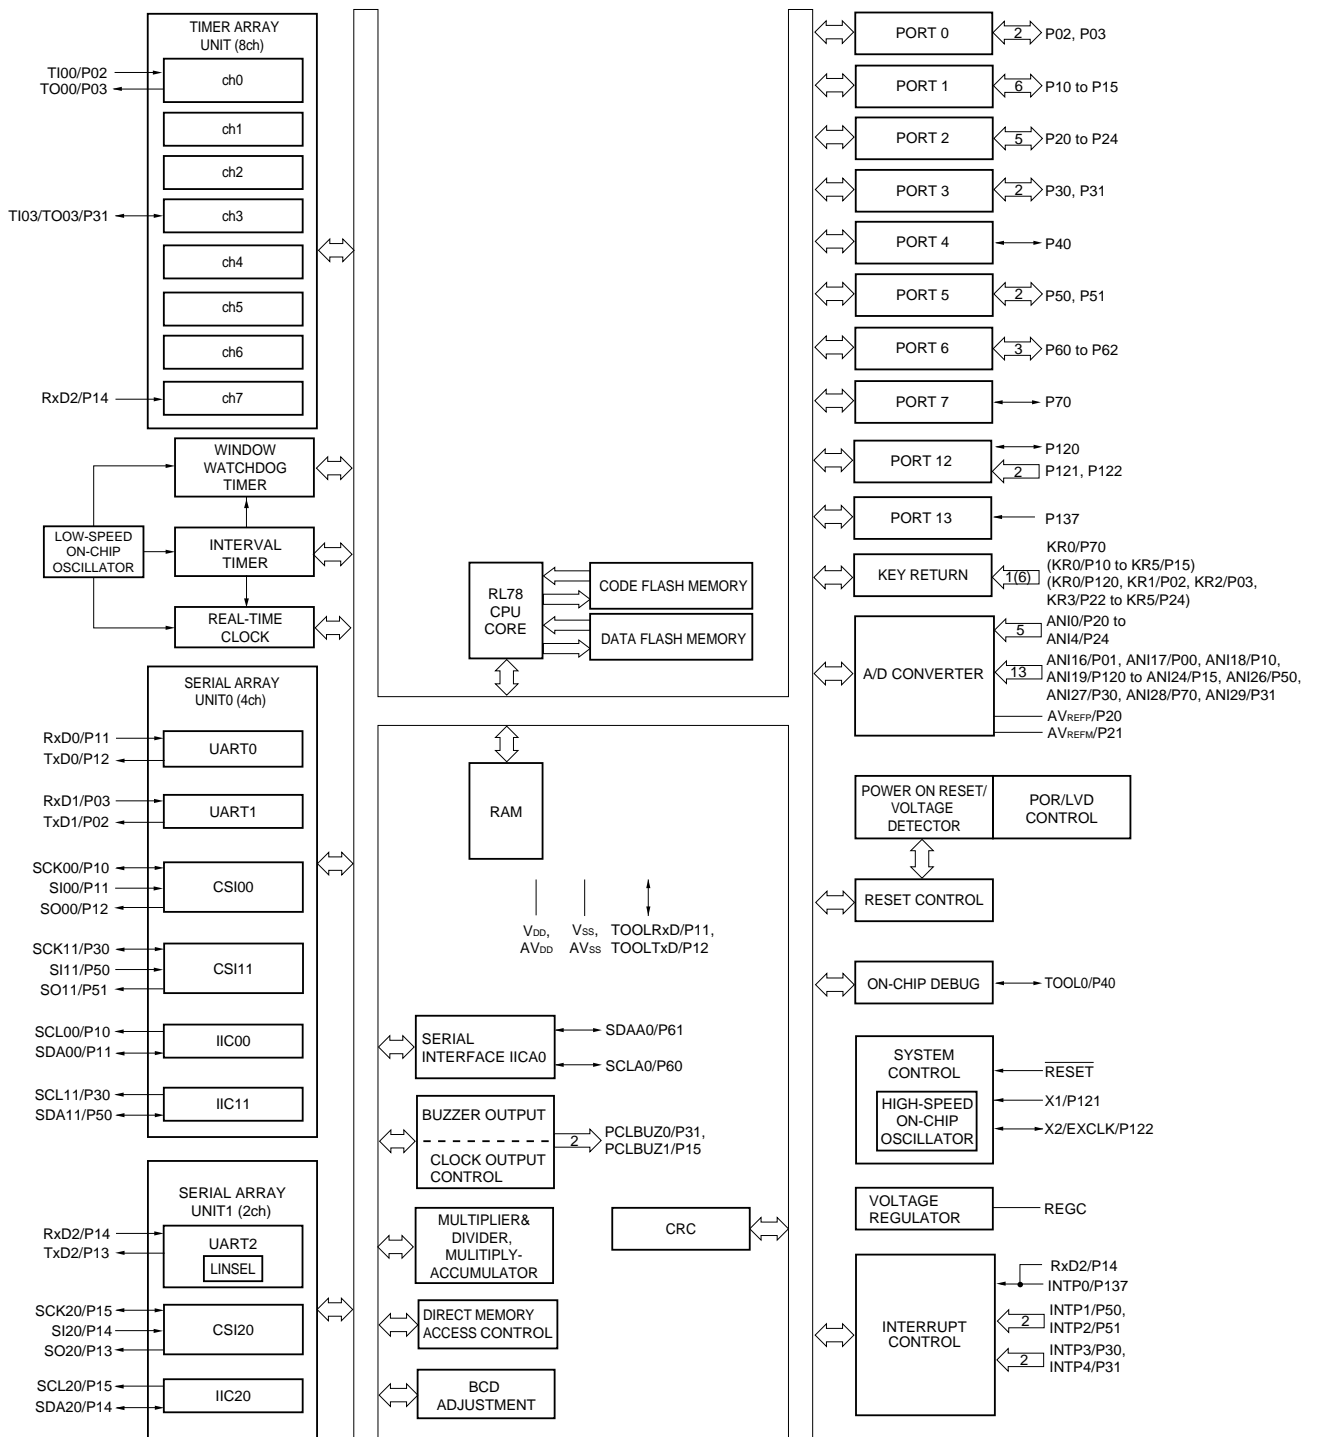 TIMER ARRAY
UNIT (8ch)
TI00/P02
TO00/P03
ch0
ch1
ch2
TI03/TO03/P31
ch3
ch4
ch5
ch6
RxD2/P14
ch7
WINDOW
WATCHDOG
TIMER
LOW-SPEED
ON-CHIP
OSCILLATOR
INTERVAL
TIMER
REAL-TIME
CLOCK
SERIAL ARRAY
UNIT0 (4ch)
RxD0/P11
TxD0/P12
UART0
RxD1/P03
TxD1/P02
UART1
SCK00/P10
SI00/P11
SO00/P12
CSI00
SCK11/P30
SI11/P50
SO11/P51
CSI11
SCL00/P10
SDA00/P11
IIC00
SCL11/P30
SDA11/P50
IIC11
SERIAL ARRAY
UNIT1 (2ch)
RxD2/P14
TxD2/P13
UART2
LINSEL
SCK20/P15
SI20/P14
SO20/P13
CSI20
SCL20/P15
SDA20/P14
IIC20
RL78
CPU
CORE
CODE FLASH MEMORY
DATA FLASH MEMORY
RAM
VDD,
AVDD
VSS,
AVSS
TOOLRxD/P11,
TOOLTxD/P12
SERIAL
INTERFACE IICA0
SDAA0/P61
SCLA0/P60
BUZZER OUTPUT
CLOCK OUTPUT
CONTROL
2
PCLBUZ0/P31,
PCLBUZ1/P15
MULTIPLIER&
DIVIDER,
MULITIPLY-
ACCUMULATOR
DIRECT MEMORY
ACCESS CONTROL
BCD
ADJUSTMENT
CRC
PORT 0
2
P02, P03
PORT 1
6
P10 to P15
PORT 2
5
P20 to P24
PORT 3
2
P30, P31
PORT 4
P40
PORT 5
2
P50, P51
PORT 6
3
P60 to P62
PORT 7
P70
PORT 12
P120
2
P121, P122
PORT 13
P137
KEY RETURN
1(6)
KR0/P70
(KR0/P10 to KR5/P15)
(KR0/P120, KR1/P02, KR2/P03,
KR3/P22 to KR5/P24)
A/D CONVERTER
5
ANI0/P20 to
ANI4/P24
13
ANI16/P01, ANI17/P00, ANI18/P10,
ANI19/P120 to ANI24/P15, ANI26/P50,
ANI27/P30, ANI28/P70, ANI29/P31
AVREFP/P20
AVREFM/P21
POWER ON RESET/
VOLTAGE
DETECTOR
POR/LVD
CONTROL
RESET CONTROL
ON-CHIP DEBUG
TOOL0/P40
SYSTEM
CONTROL
HIGH-SPEED
ON-CHIP
OSCILLATOR
RESET
X1/P121
X2/EXCLK/P122
VOLTAGE
REGULATOR
REGC
INTERRUPT
CONTROL
RxD2/P14
INTP0/P137
2
INTP1/P50,
INTP2/P51
2
INTP3/P30,
INTP4/P31